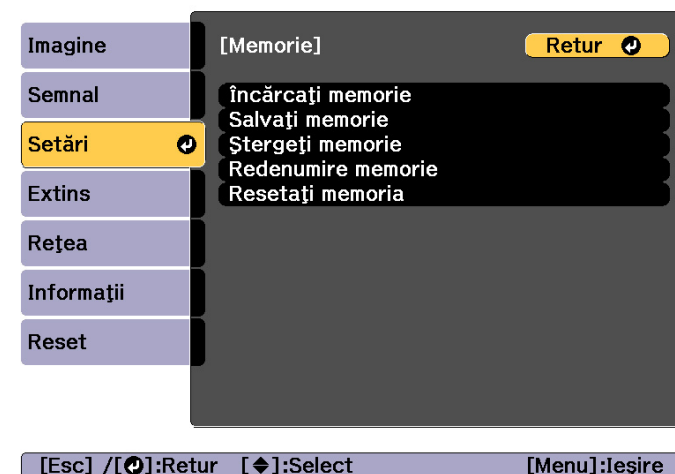 Imagine
Semnal
Setări
Extins
Reţea
Informaţii
Reset
[Memorie]
Retur
Încărcaţi memorie
Salvaţi memorie
Ştergeţi memorie
Redenumire memorie
Resetaţi memoria
[Esc] /[⏎]:Retur [◆]:Select [Menu]:Ieşire